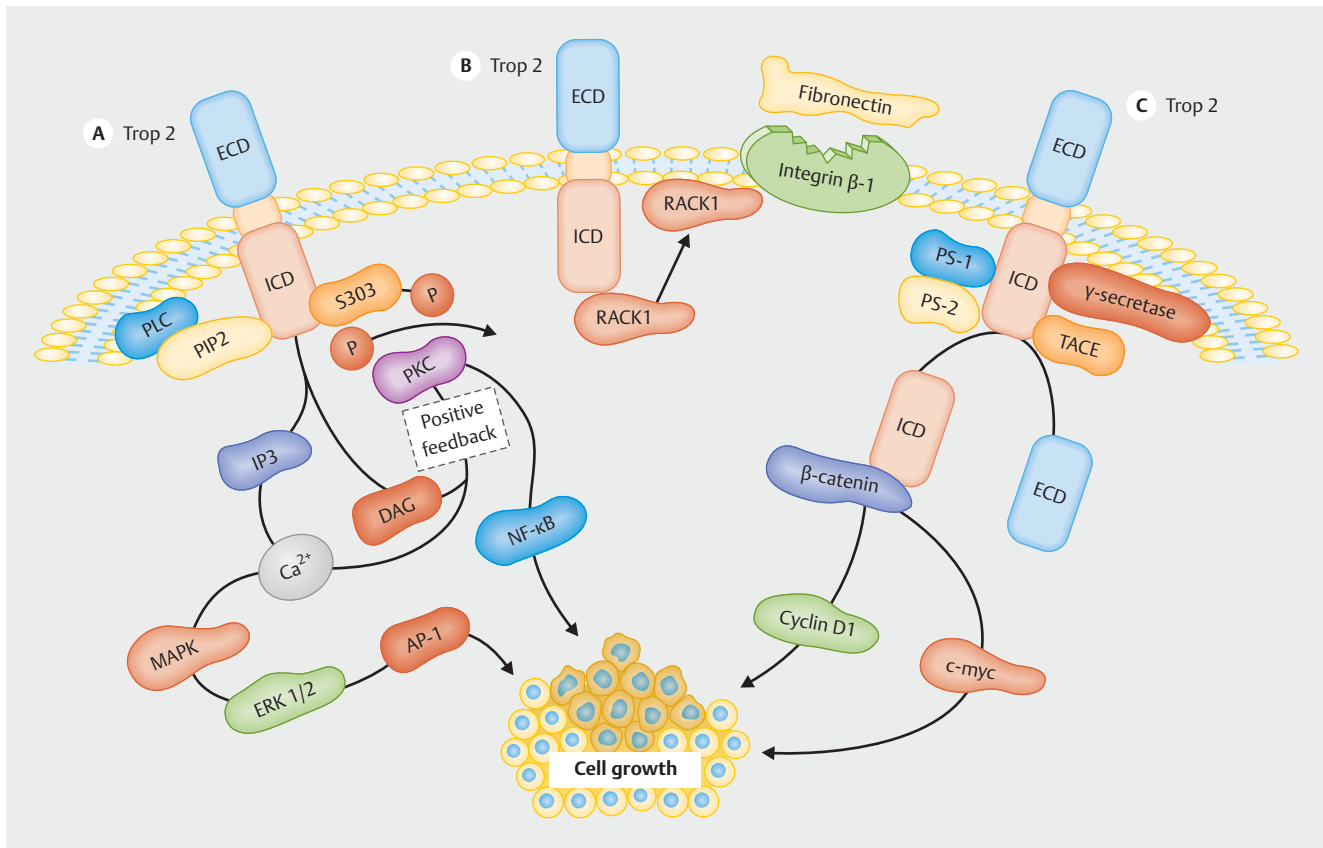 A Trop 2
ECD
ICD
S303
P
P
PLC
PIP2
PKC
Positive
feedback
IP3
DAG
NF-κB
Ca2+
MAPK
ERK 1/2
AP-1
B Trop 2
ECD
ICD
RACK1
RACK1
Fibronectin
Integrin β-1
C Trop 2
ECD
ICD
PS-1
PS-2
γ-secretase
TACE
ICD
β-catenin
ECD
Cyclin D1
c-myc
Cell growth